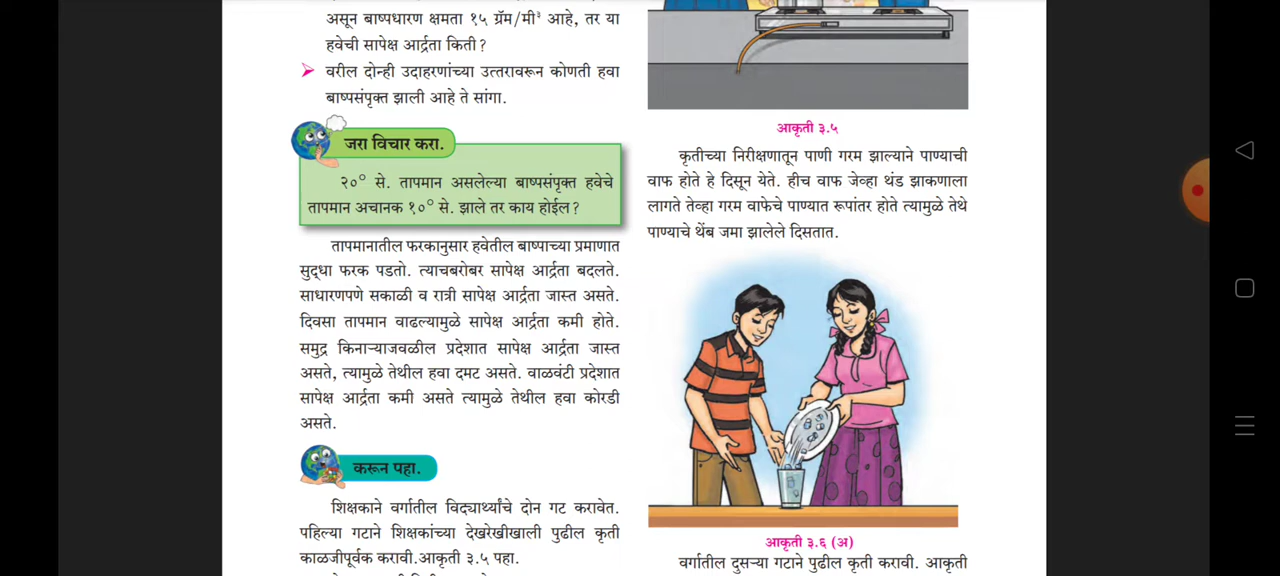 असून बाष्पधारण क्षमता १५ ग्रॅम/मी³ आहे, तर या
हवेची सापेक्ष आर्द्रता किती?
वरील दोन्ही उदाहरणांच्या उत्तरावरून कोणती हवा
बाष्पसंपृक्त झाली आहे ते सांगा.
जरा विचार करा.
२०° से. तापमान असलेल्या बाष्पसंपृक्त हवेचे
तापमान अचानक १०° से. झाले तर काय होईल?
तापमानातील फरकानुसार हवेतील बाष्पाच्या प्रमाणात
सुद्धा फरक पडतो. त्याचबरोबर सापेक्ष आर्द्रता बदलते.
साधारणपणे सकाळी व रात्री सापेक्ष आर्द्रता जास्त असते.
दिवसा तापमान वाढल्यामुळे सापेक्ष आर्द्रता कमी होते.
समुद्र किनाऱ्याजवळील प्रदेशात सापेक्ष आर्द्रता जास्त
असते, त्यामुळे तेथील हवा दमट असते. वाळवंटी प्रदेशात
सापेक्ष आर्द्रता कमी असते त्यामुळे तेथील हवा कोरडी
असते.
करून पहा.
शिक्षकाने वर्गातील विद्यार्थ्यांचे दोन गट करावेत.
पहिल्या गटाने शिक्षकांच्या देखरेखीखाली पुढील कृती
काळजीपूर्वक करावी.आकृती ३.५ पहा.
आकृती ३.५
कृतीच्या निरीक्षणातून पाणी गरम झाल्याने पाण्याची
वाफ होते हे दिसून येते. हीच वाफ जेव्हा थंड झाकणाला
लागते तेव्हा गरम वाफेचे पाण्यात रूपांतर होते त्यामुळे तेथे
पाण्याचे थेंब जमा झालेले दिसतात.
आकृती ३.६ (अ)
वर्गातील दुसऱ्या गटाने पुढील कृती करावी. आकृती